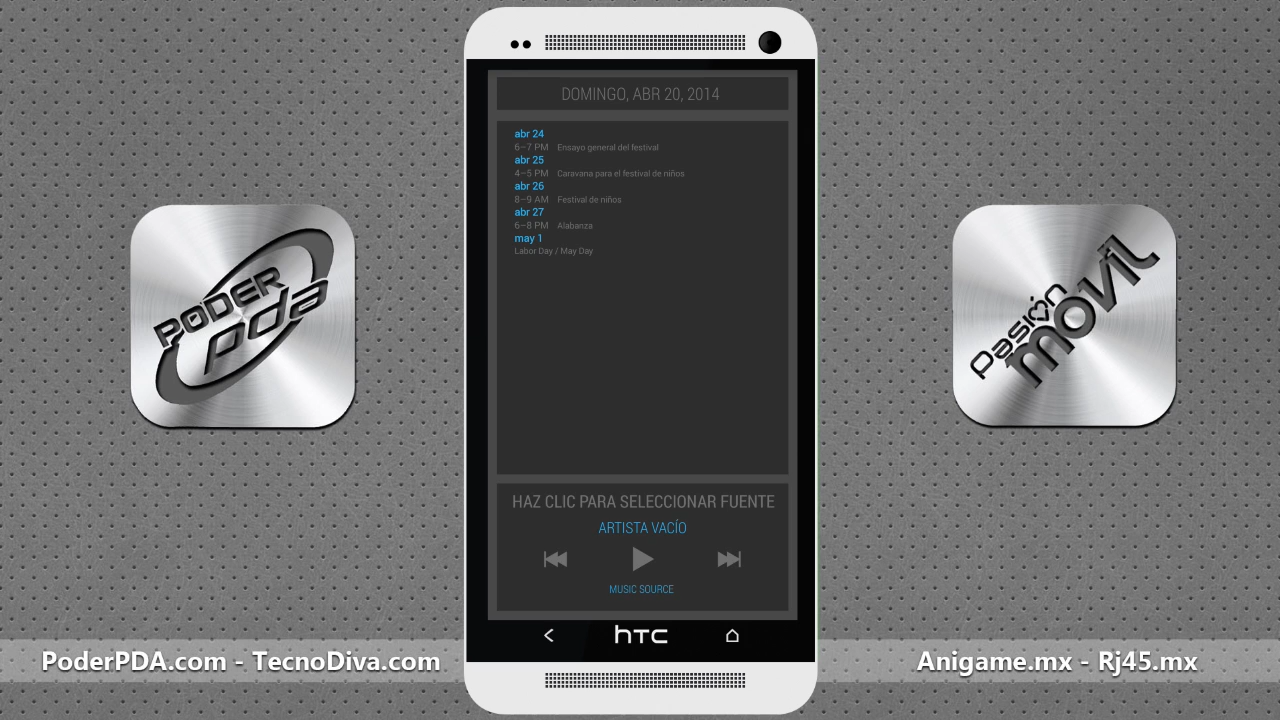 DOMINGO, ABR 20, 2014
abr 24
6–7 PM Ensayo general del festival
abr 25
4–5 PM Caravana para el festival de niños
abr 26
8–9 AM Festival de niños
abr 27
6–8 PM Alabanza
may 1
Labor Day / May Day
HAZ CLIC PARA SELECCIONAR FUENTE
ARTISTA VACÍO
MUSIC SOURCE
hTC
PODER
pda
Pasión
movil
PoderPDA.com - TecnoDiva.com
Anigame.mx - Rj45.mx